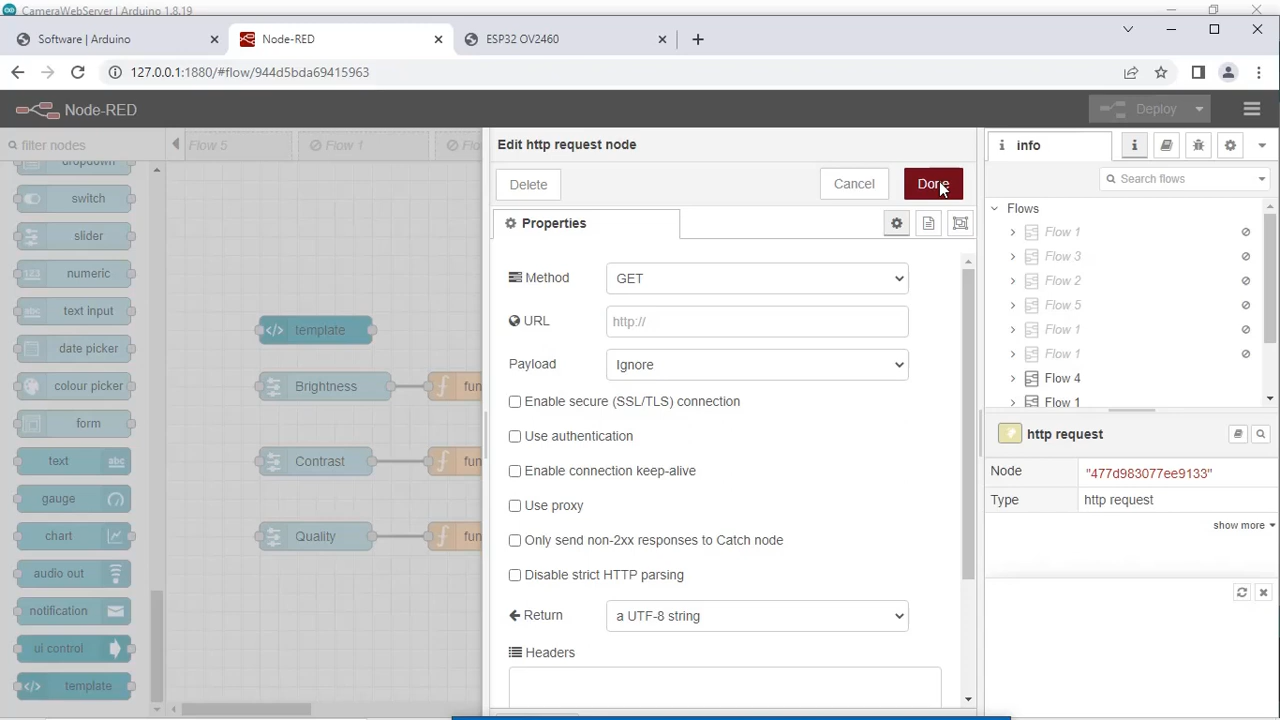 CameraWebServer | Arduino 1.8.19
Software | Arduino
Node-RED
ESP32 OV2460
127.0.0.1:1880/#flow/944d5bda69415963
Node-RED
Deploy
filter nodes
Flow 5
Flow 1
Edit http request node
info
Delete
Cancel
Done
Search flows
Properties
Flows
Flow 1
Flow 3
Flow 2
Flow 5
Flow 1
Flow 1
Flow 4
Flow 1
dropdown
switch
slider
numeric
text input
date picker
colour picker
form
text
gauge
chart
audio out
notification
ui control
template
template
Brightness
Contrast
Quality
fun
fun
fun
Method
GET
URL
http://
Payload
Ignore
Enable secure (SSL/TLS) connection
Use authentication
Enable connection keep-alive
Use proxy
Only send non-2xx responses to Catch node
Disable strict HTTP parsing
Return
a UTF-8 string
Headers
http request
Node
"477d983077ee9133"
Type
http request
show more